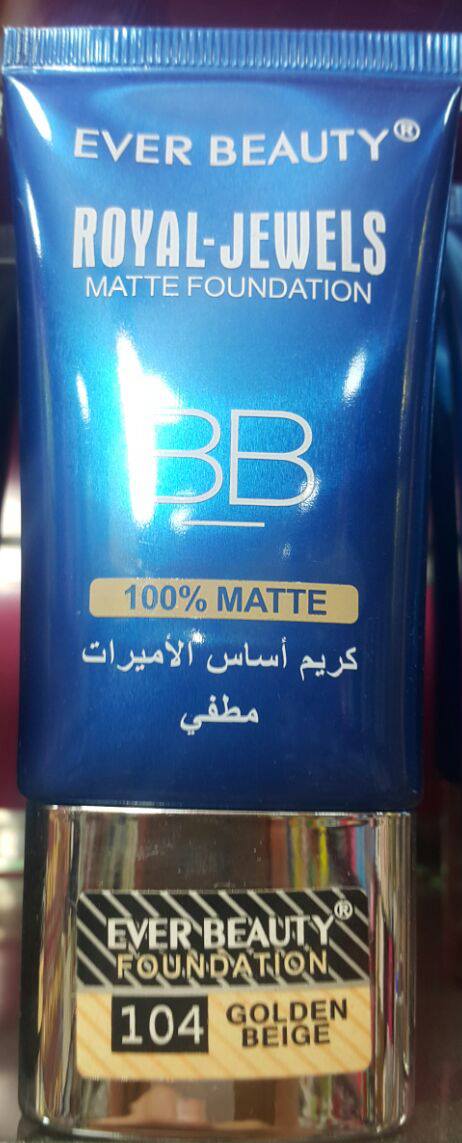 EVER BEAUTY®
ROYAL-JEWELS
MATTE FOUNDATION
BB
100% MATTE
كريم أساس الأميرات
مطفي
EVER BEAUTY®
FOUNDATION
104 GOLDEN
BEIGE